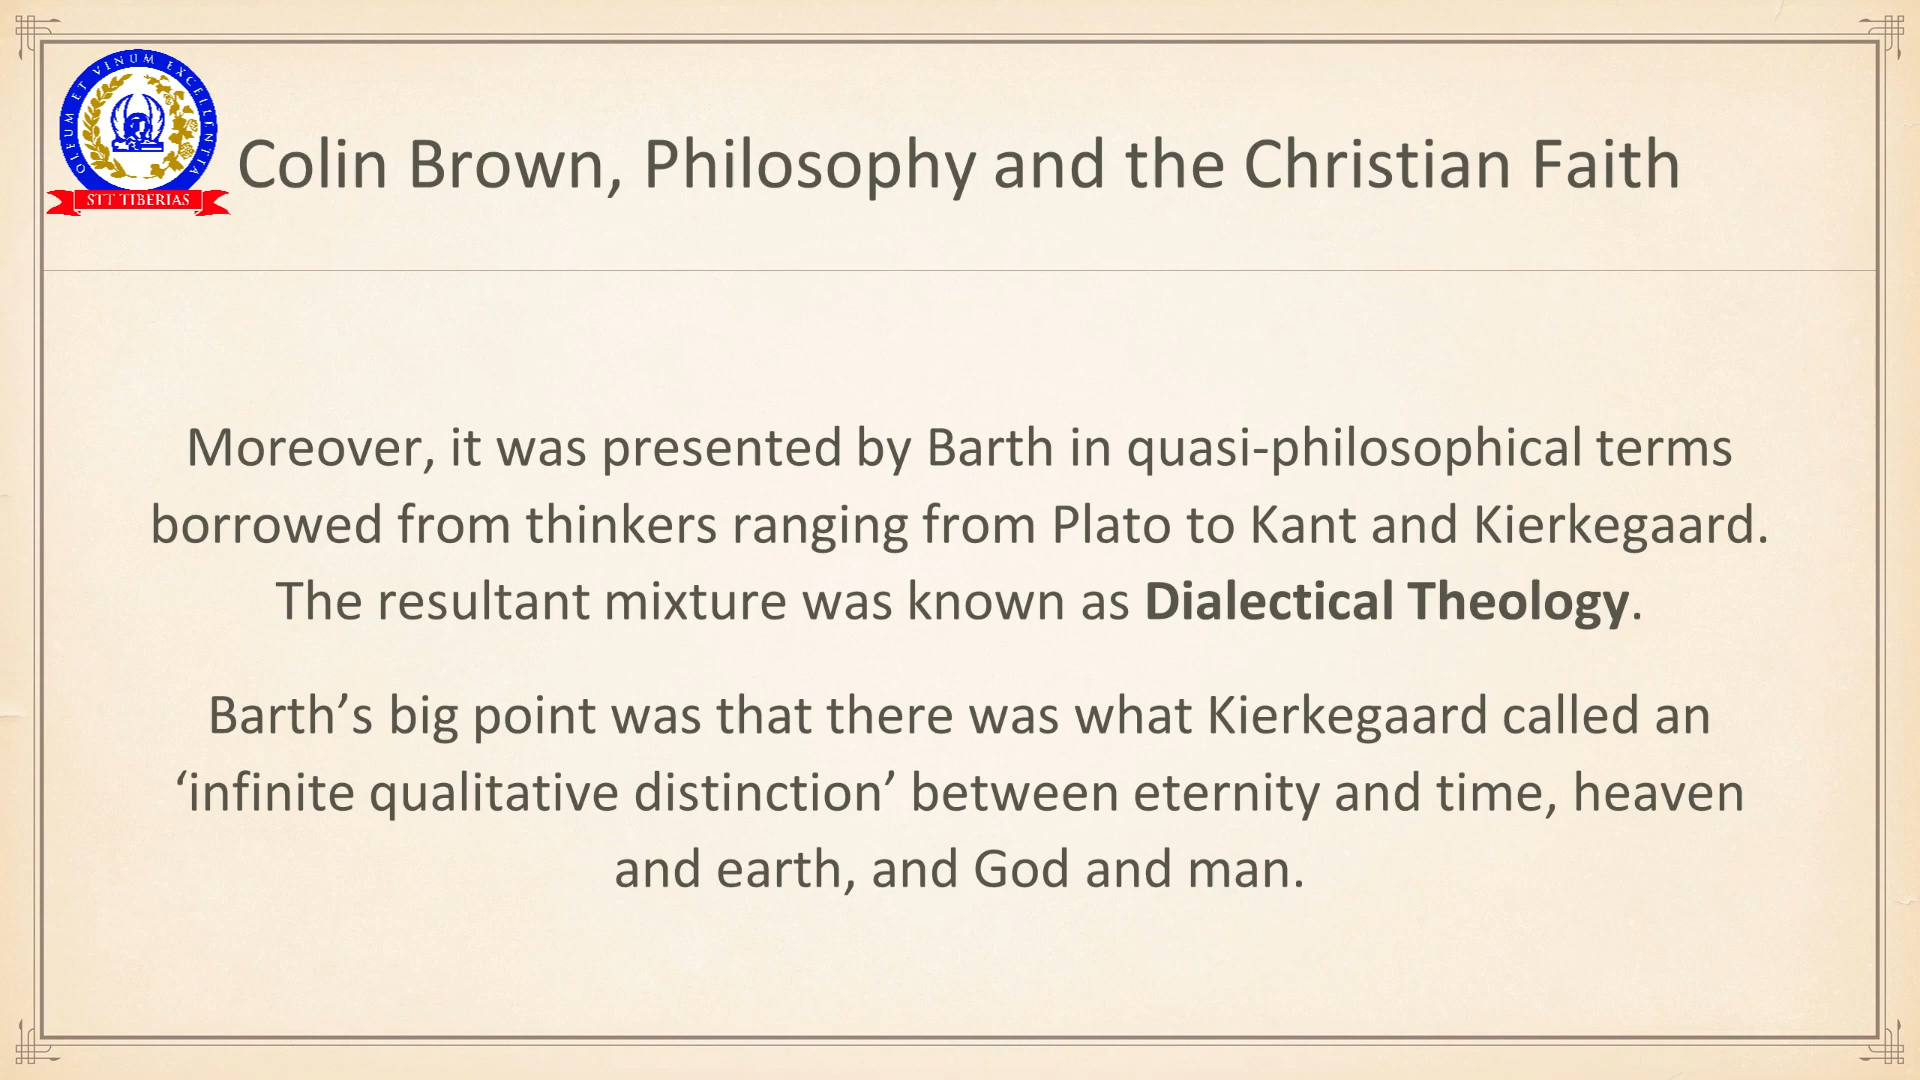 OLEUM ET VINUM EXCELLENTIA
STT TIBERIAS
Colin Brown, Philosophy and the Christian Faith
Moreover, it was presented by Barth in quasi-philosophical terms
borrowed from thinkers ranging from Plato to Kant and Kierkegaard.
The resultant mixture was known as Dialectical Theology.
Barth’s big point was that there was what Kierkegaard called an
‘infinite qualitative distinction’ between eternity and time, heaven
and earth, and God and man.